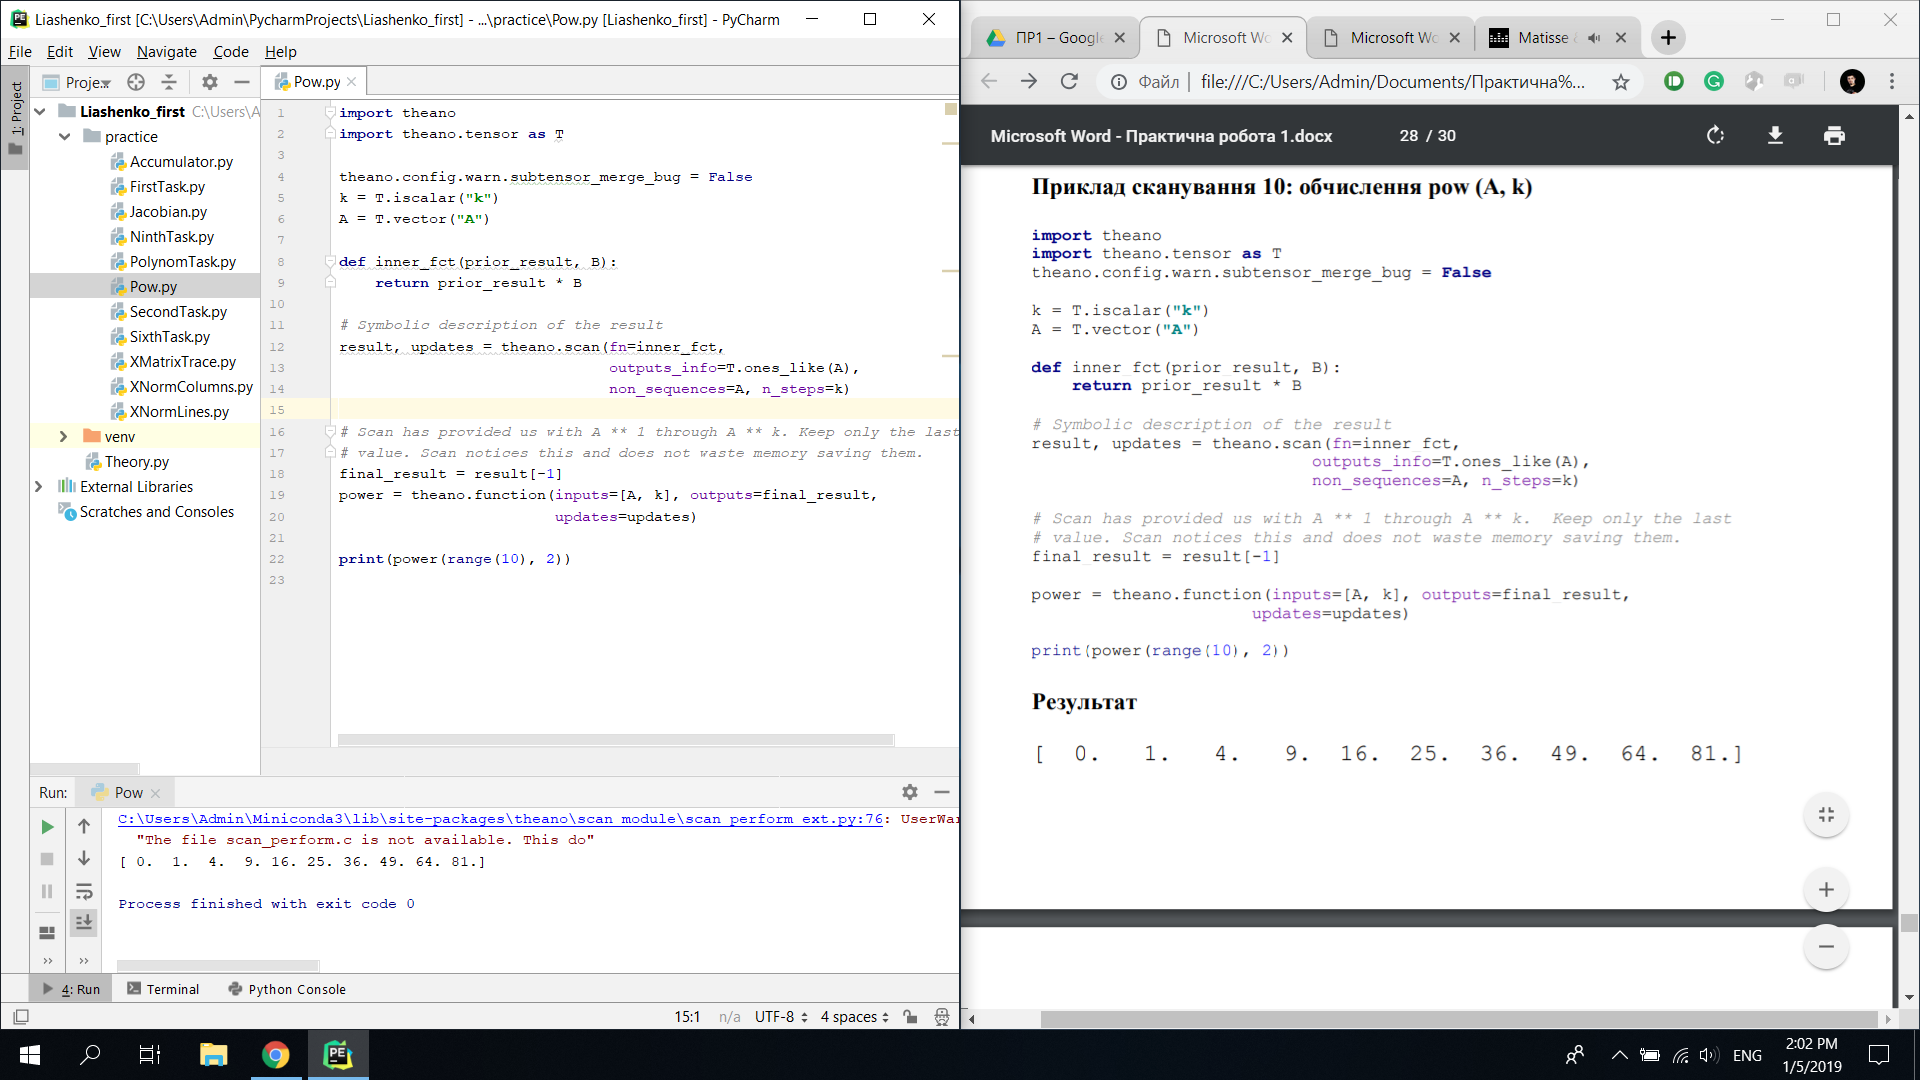 Liashenko_first [C:\Users\Admin\PycharmProjects\Liashenko_first] - ...\practice\Pow.py [Liashenko_first] - PyCharm
File Edit View Navigate Code Help
1: Project
Proje
Liashenko_first C:\Users\A
practice
Accumulator.py
FirstTask.py
Jacobian.py
NinthTask.py
PolynomTask.py
Pow.py
SecondTask.py
SixthTask.py
XMatrixTrace.py
XNormColumns.py
XNormLines.py
venv
Theory.py
External Libraries
Scratches and Consoles
Pow.py
1 import theano
2 import theano.tensor as T
3
4 theano.config.warn.subtensor_merge_bug = False
5 k = T.iscalar("k")
6 A = T.vector("A")
7
8 def inner_fct(prior_result, B):
9 return prior_result * B
10
11 # Symbolic description of the result
12 result, updates = theano.scan(fn=inner_fct,
13 outputs_info=T.ones_like(A),
14 non_sequences=A, n_steps=k)
15
16 # Scan has provided us with A ** 1 through A ** k. Keep only the last
17 # value. Scan notices this and does not waste memory saving them.
18 final_result = result[-1]
19 power = theano.function(inputs=[A, k], outputs=final_result,
20 updates=updates)
21
22 print(power(range(10), 2))
23
Run: Pow
C:\Users\Admin\Miniconda3\lib\site-packages\theano\scan_module\scan_perform_ext.py:76: UserWar
"The file scan_perform.c is not available. This do"
[ 0. 1. 4. 9. 16. 25. 36. 49. 64. 81.]
Process finished with exit code 0
4: Run Terminal Python Console
15:1 n/a UTF-8 4 spaces
ПР1 – Google
Microsoft Wo
Microsoft Wo
Matisse
Файл file:///C:/Users/Admin/Documents/Практична%...
Microsoft Word - Практична робота 1.docx 28 / 30
Приклад сканування 10: обчислення pow (A, k)
import theano
import theano.tensor as T
theano.config.warn.subtensor_merge_bug = False
k = T.iscalar("k")
A = T.vector("A")
def inner_fct(prior_result, B):
return prior_result * B
# Symbolic description of the result
result, updates = theano.scan(fn=inner_fct,
outputs_info=T.ones_like(A),
non_sequences=A, n_steps=k)
# Scan has provided us with A ** 1 through A ** k. Keep only the last
# value. Scan notices this and does not waste memory saving them.
final_result = result[-1]
power = theano.function(inputs=[A, k], outputs=final_result,
updates=updates)
print(power(range(10), 2))
Результат
[ 0. 1. 4. 9. 16. 25. 36. 49. 64. 81.]
ENG
2:02 PM
1/5/2019